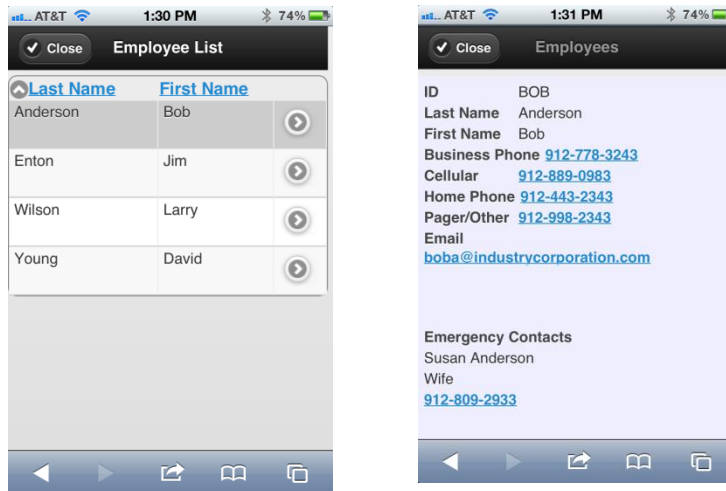 AT&T 1:30 PM 74%
Close Employee List
Last Name First Name
Anderson Bob
Enton Jim
Wilson Larry
Young David
AT&T 1:31 PM 74%
Close Employees
ID BOB
Last Name Anderson
First Name Bob
Business Phone 912-778-3243
Cellular 912-889-0983
Home Phone 912-443-2343
Pager/Other 912-998-2343
Email
boba@industrycorporation.com
Emergency Contacts
Susan Anderson
Wife
912-809-2933